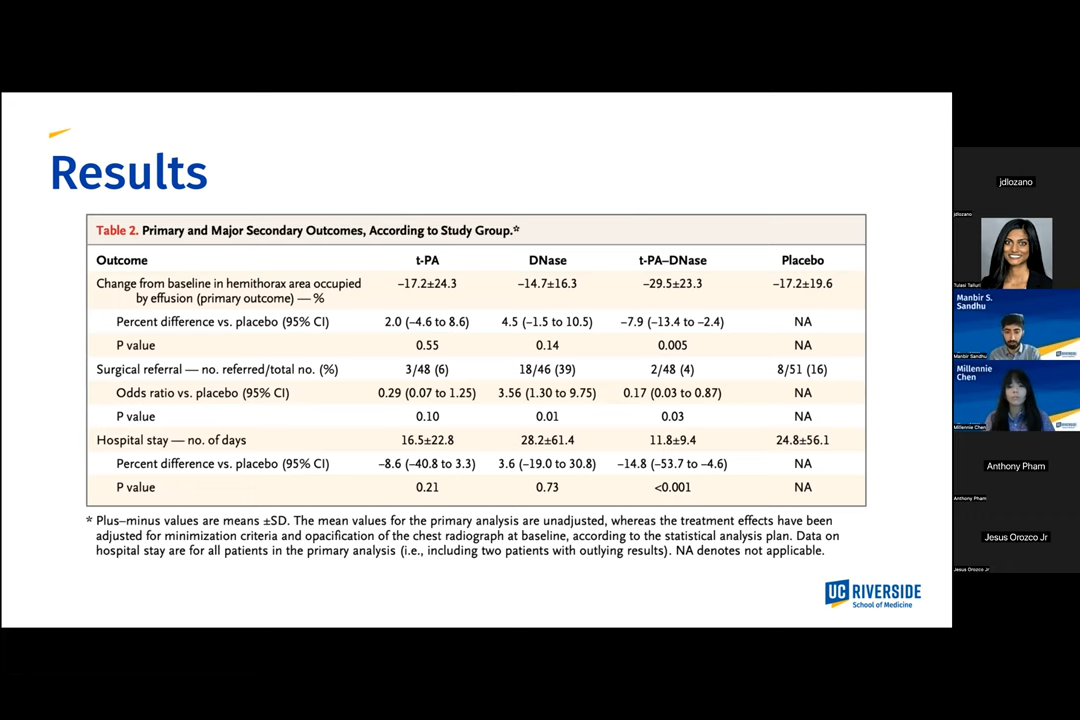 Results
Table 2. Primary and Major Secondary Outcomes, According to Study Group.*
Outcome t-PA DNase t-PA–DNase Placebo
Change from baseline in hemithorax area occupied
by effusion (primary outcome) — % –17.2±24.3 –14.7±16.3 –29.5±23.3 –17.2±19.6
Percent difference vs. placebo (95% CI) 2.0 (–4.6 to 8.6) 4.5 (–1.5 to 10.5) –7.9 (–13.4 to –2.4) NA
P value 0.55 0.14 0.005 NA
Surgical referral — no. referred/total no. (%) 3/48 (6) 18/46 (39) 2/48 (4) 8/51 (16)
Odds ratio vs. placebo (95% CI) 0.29 (0.07 to 1.25) 3.56 (1.30 to 9.75) 0.17 (0.03 to 0.87) NA
P value 0.10 0.01 0.03 NA
Hospital stay — no. of days 16.5±22.8 28.2±61.4 11.8±9.4 24.8±56.1
Percent difference vs. placebo (95% CI) –8.6 (–40.8 to 3.3) 3.6 (–19.0 to 30.8) –14.8 (–53.7 to –4.6) NA
P value 0.21 0.73 <0.001 NA
* Plus–minus values are means ±SD. The mean values for the primary analysis are unadjusted, whereas the treatment effects have been
adjusted for minimization criteria and opacification of the chest radiograph at baseline, according to the statistical analysis plan. Data on
hospital stay are for all patients in the primary analysis (i.e., including two patients with outlying results). NA denotes not applicable.
UC RIVERSIDE
School of Medicine
jdlozano
jdlozano
Tulasi Talluri
Manbir S.
Sandhu
Manbir Sandhu
Millennie
Chen
Millennie Chen
Anthony Pham
Anthony Pham
Jesus Orozco Jr
Jesus Orozco Jr